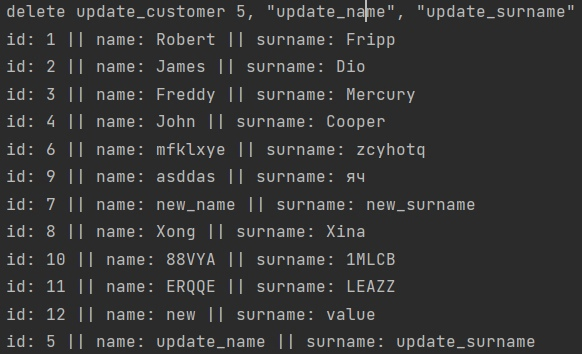 delete update_customer 5, "update_name", "update_surname"
id: 1 || name: Robert || surname: Fripp
id: 2 || name: James || surname: Dio
id: 3 || name: Freddy || surname: Mercury
id: 4 || name: John || surname: Cooper
id: 6 || name: mfklxye || surname: zcyhotq
id: 9 || name: asddas || surname: яч
id: 7 || name: new_name || surname: new_surname
id: 8 || name: Xong || surname: Xina
id: 10 || name: 88VYA || surname: 1MLCB
id: 11 || name: ERQQE || surname: LEAZZ
id: 12 || name: new || surname: value
id: 5 || name: update_name || surname: update_surname